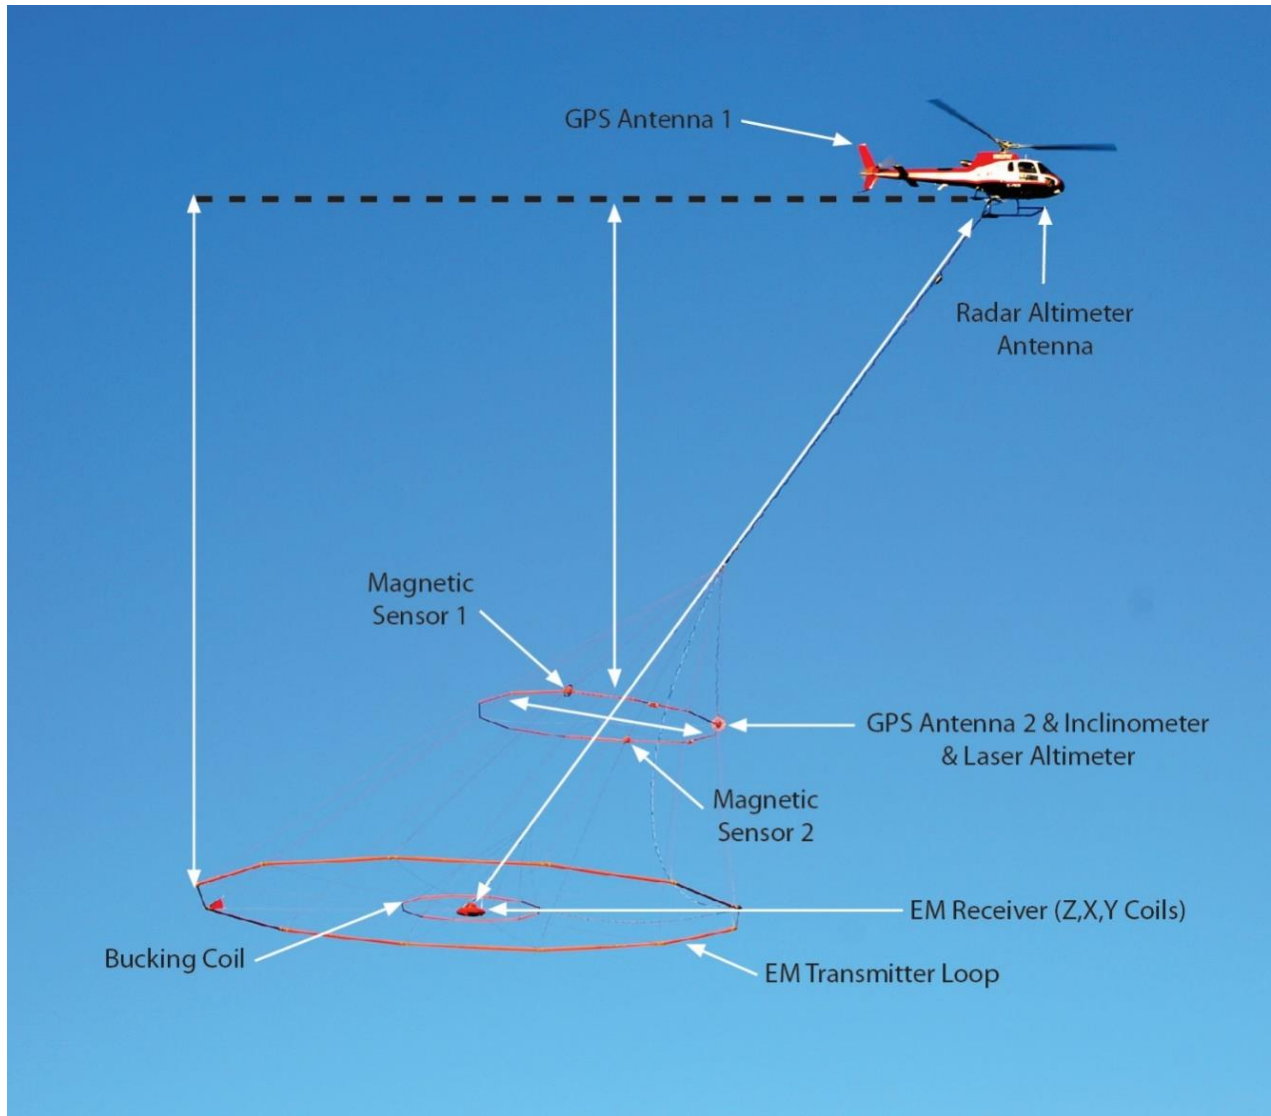 GPS Antenna 1
Radar Altimeter
Antenna
Magnetic
Sensor 1
GPS Antenna 2 & Inclinometer
& Laser Altimeter
Magnetic
Sensor 2
EM Receiver (Z,X,Y Coils)
Bucking Coil
EM Transmitter Loop